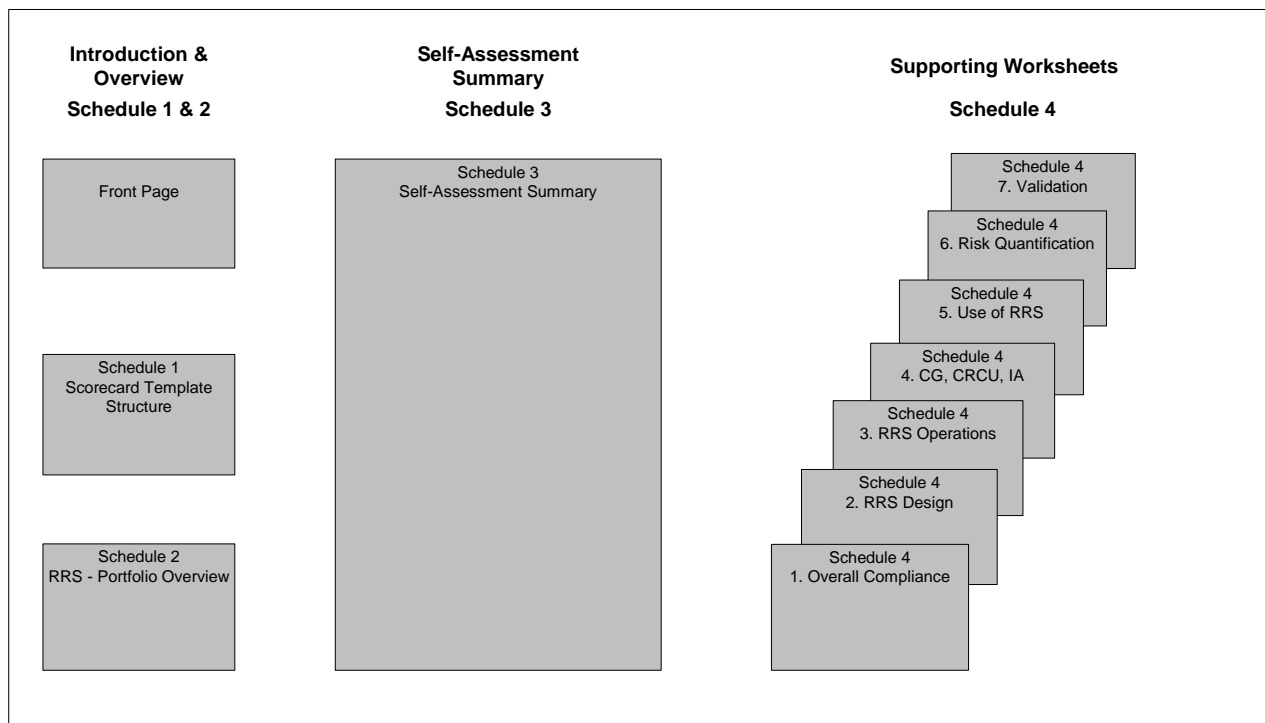 Introduction &
Overview
Schedule 1 & 2
Front Page
Schedule 1
Scorecard Template
Structure
Schedule 2
RRS - Portfolio Overview
Self-Assessment
Summary
Schedule 3
Schedule 3
Self-Assessment Summary
Supporting Worksheets
Schedule 4
Schedule 4
7. Validation
Schedule 4
6. Risk Quantification
Schedule 4
5. Use of RRS
Schedule 4
4. CG, CRCU, IA
Schedule 4
3. RRS Operations
Schedule 4
2. RRS Design
Schedule 4
1. Overall Compliance